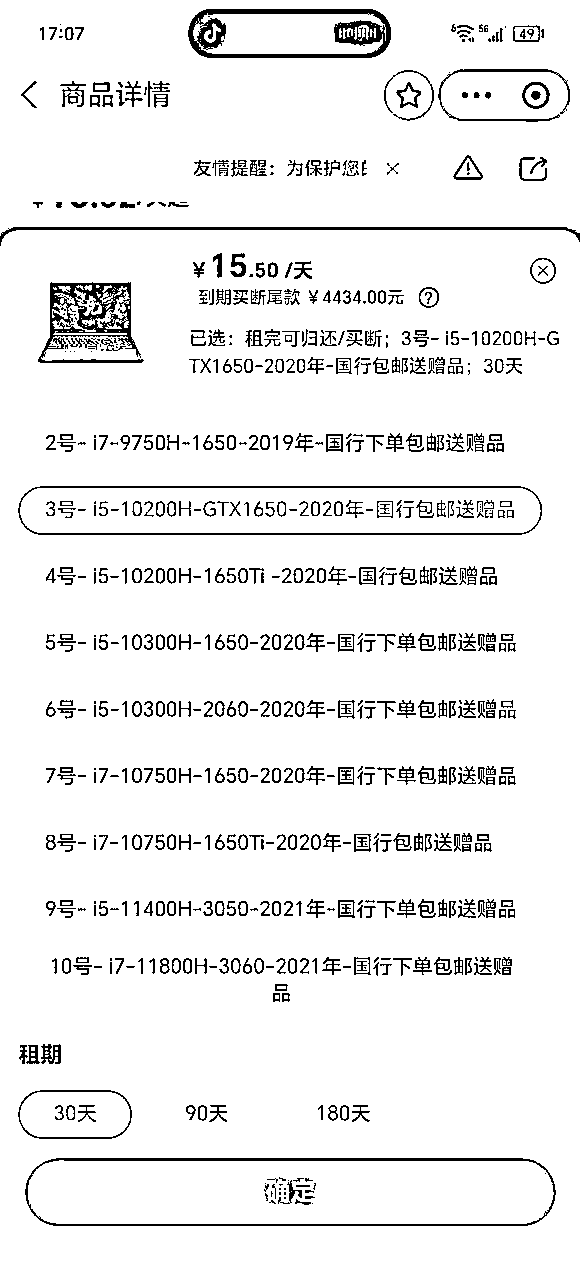 17:07
5G
49
商品详情
友情提醒：为保护您
¥15.50 /天
到期买断尾款 ¥4434.00元 ?
已选：租完可归还/买断；3号- i5-10200H-G
TX1650-2020年-国行包邮送赠品；30天
2号- i7-9750H-1650-2019年-国行下单包邮送赠品
3号- i5-10200H-GTX1650-2020年-国行包邮送赠品
4号- i5-10200H-1650Ti -2020年-国行包邮送赠品
5号- i5-10300H-1650-2020年-国行下单包邮送赠品
6号- i5-10300H-2060-2020年-国行下单包邮送赠品
7号- i7-10750H-1650-2020年-国行下单包邮送赠品
8号- i7-10750H-1650Ti-2020年-国行包邮送赠品
9号- i5-11400H-3050-2021年-国行下单包邮送赠品
10号- i7-11800H-3060-2021年-国行下单包邮送赠
品
租期
30天 90天 180天
确定